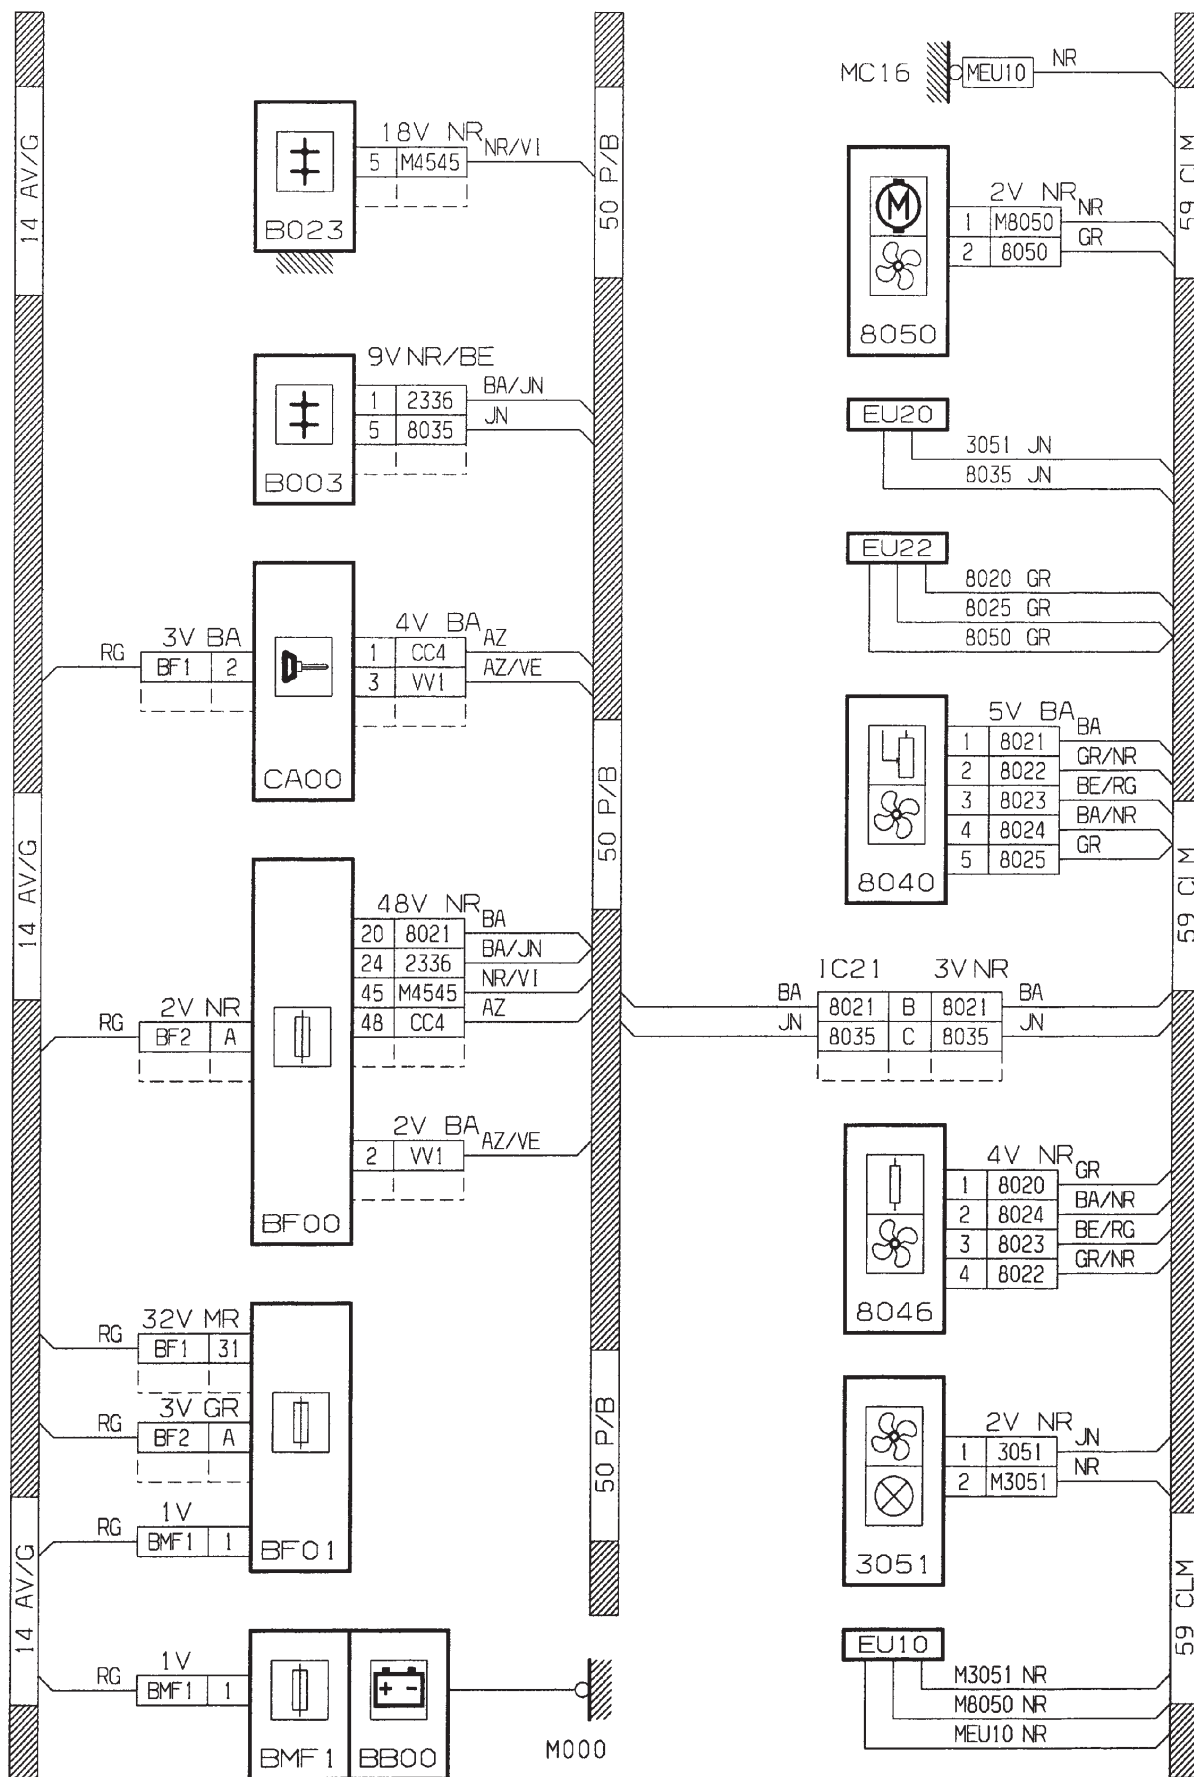 14 AV/G
18V NR
NR/VI
5 M4545
B023
50 P/B
9V NR/BE
BA/JN
1 2336
JN
5 8035
B003
3V BA
RG
BF1 2
4V BA
AZ
1 CC4
AZ/VE
3 VV1
CA00
14 AV/G
50 P/B
48V NR
BA
20 8021
BA/JN
24 2336
NR/VI
45 M4545
AZ
48 CC4
2V NR
RG
BF2 A
2V BA
AZ/VE
2 VV1
BF00
32V MR
RG
BF1 31
3V GR
RG
BF2 A
1V
RG
BMF1 1
BF01
50 P/B
14 AV/G
1V
RG
BMF1 1
BMF1 BB00
M000
MC16
MEU10
NR
59 CLM
2V NR
NR
1 M8050
GR
2 8050
8050
EU20
3051 JN
8035 JN
EU22
8020 GR
8025 GR
8050 GR
5V BA
BA
1 8021
GR/NR
2 8022
BE/RG
3 8023
BA/NR
4 8024
GR
5 8025
8040
59 CLM
IC21 3V NR
BA 8021 B 8021 BA
JN 8035 C 8035 JN
4V NR
GR
1 8020
BA/NR
2 8024
BE/RG
3 8023
GR/NR
4 8022
8046
2V NR
JN
1 3051
NR
2 M3051
3051
59 CLM
EU10
M3051 NR
M8050 NR
MEU10 NR